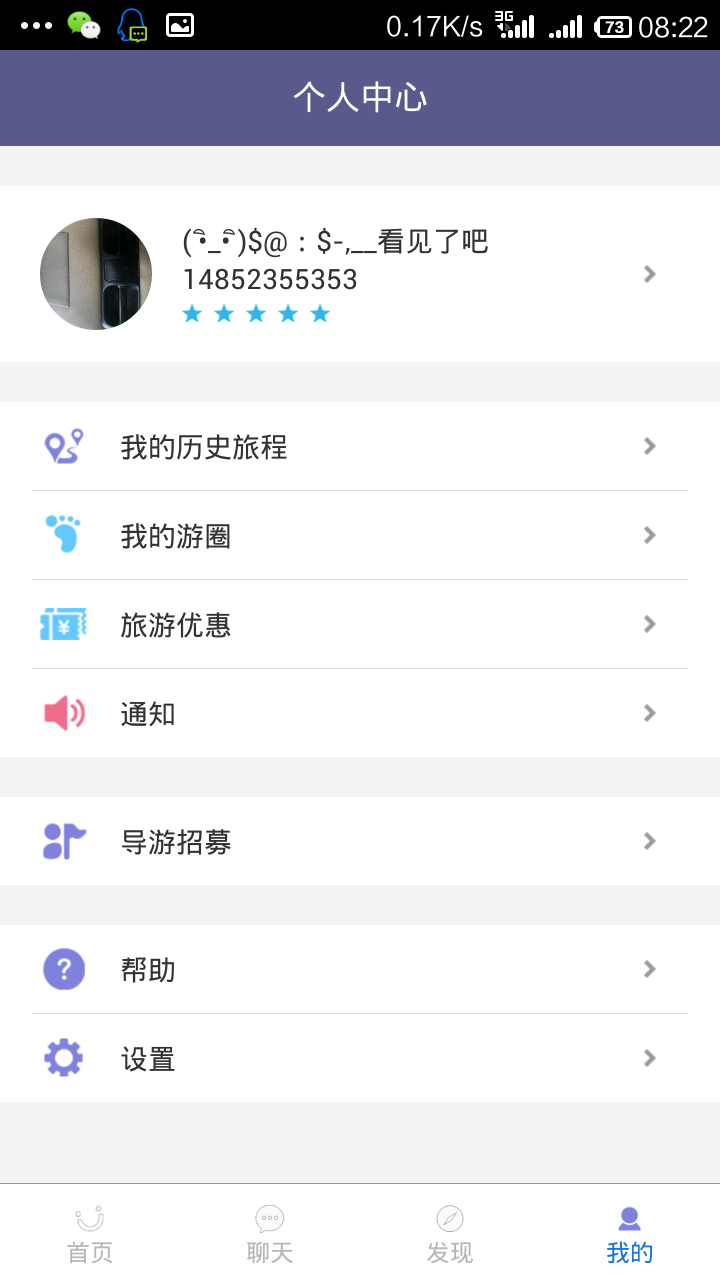 0.17K/s 3G 73 08:22
个人中心
(•̑_•̑)$@：$-,__看见了吧
14852355353
我的历史旅程
我的游圈
¥ 旅游优惠
通知
导游招募
? 帮助
设置
首页 聊天 发现 我的